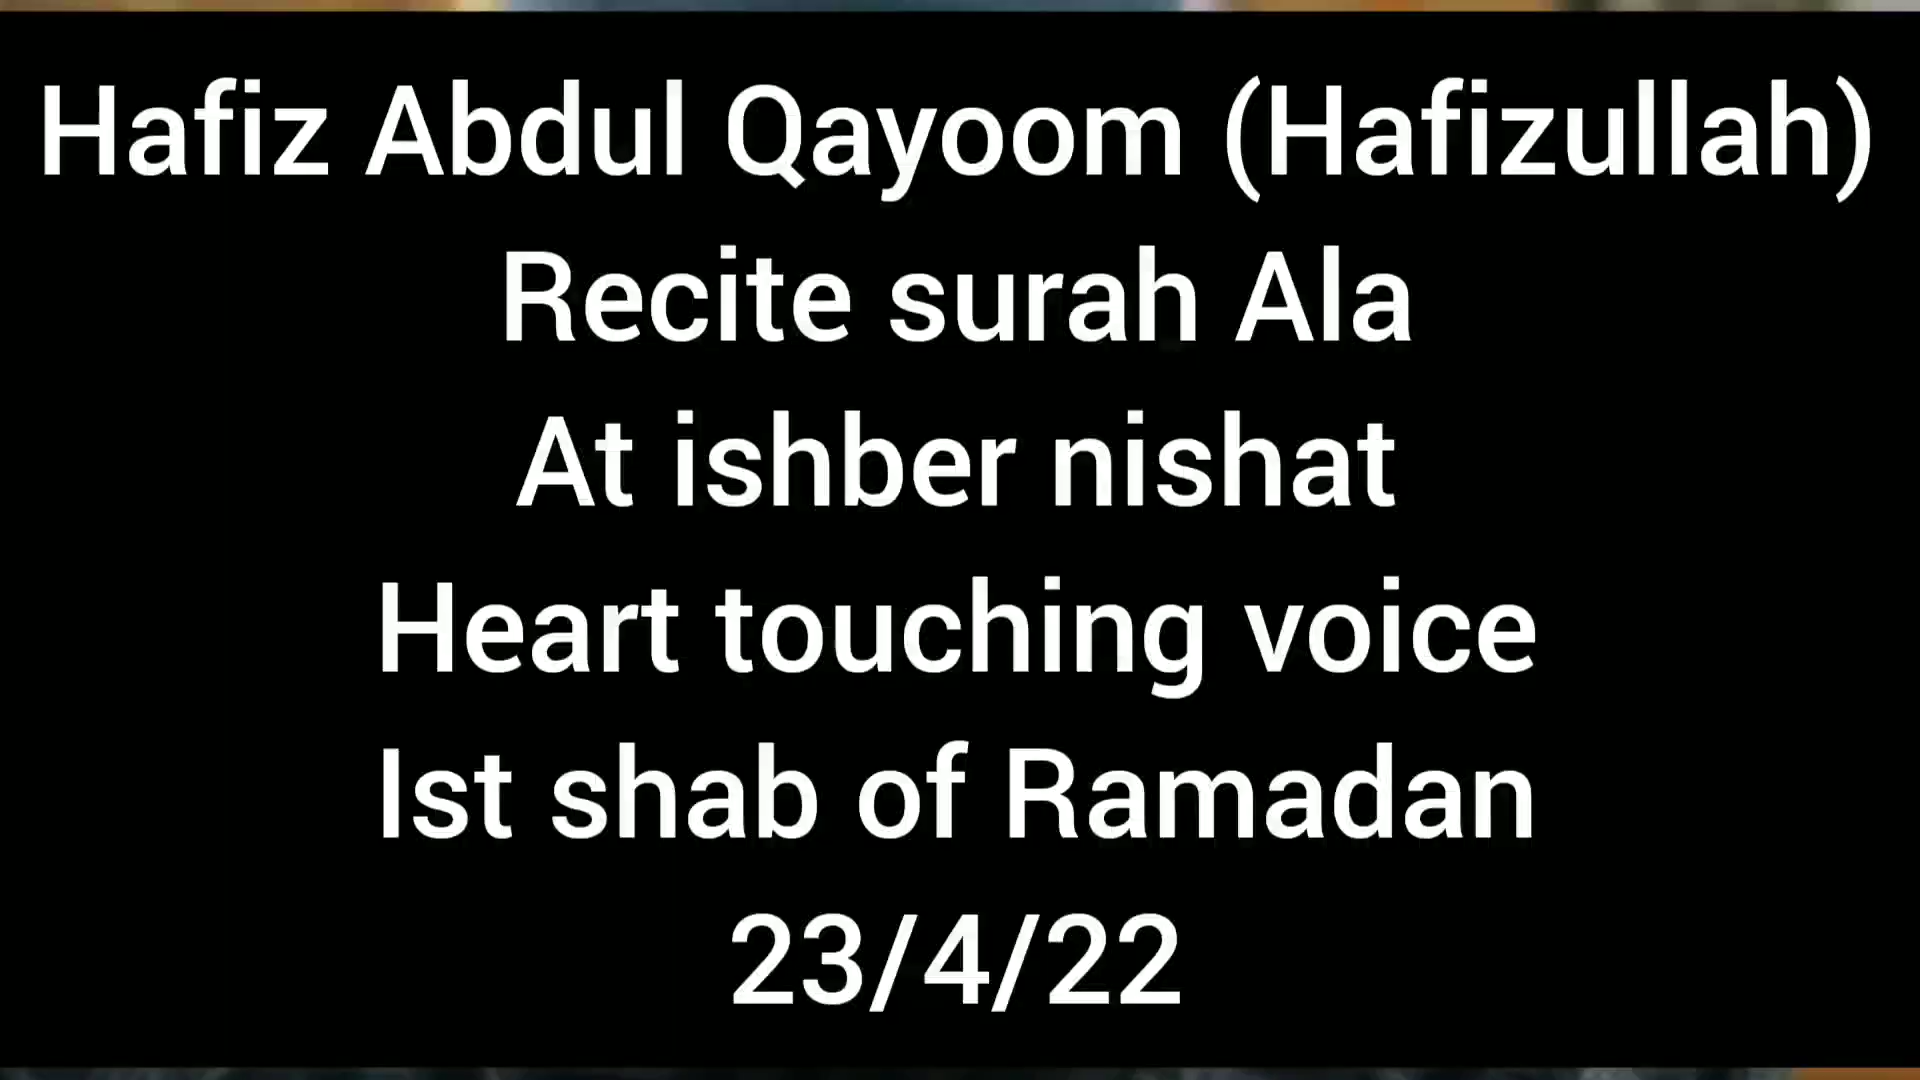 Hafiz Abdul Qayoom (Hafizullah)
Recite surah Ala
At ishber nishat
Heart touching voice
Ist shab of Ramadan
23/4/22